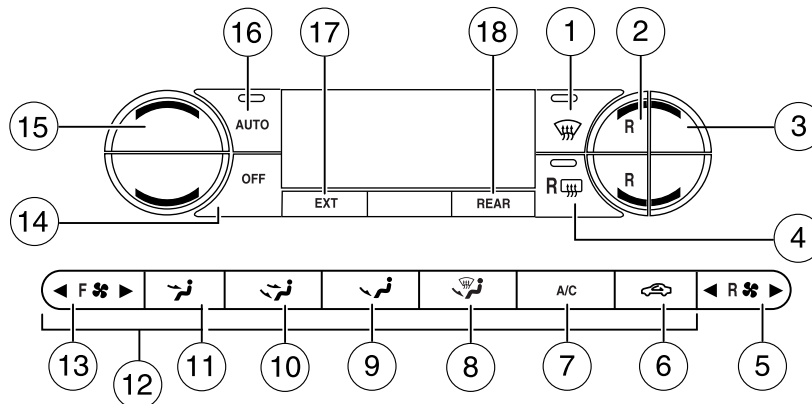 16 17 18 1 2
15 AUTO R 3
OFF R R
14 EXT REAR 4
F A/C R
13 12 11 10 9 8 7 6 5